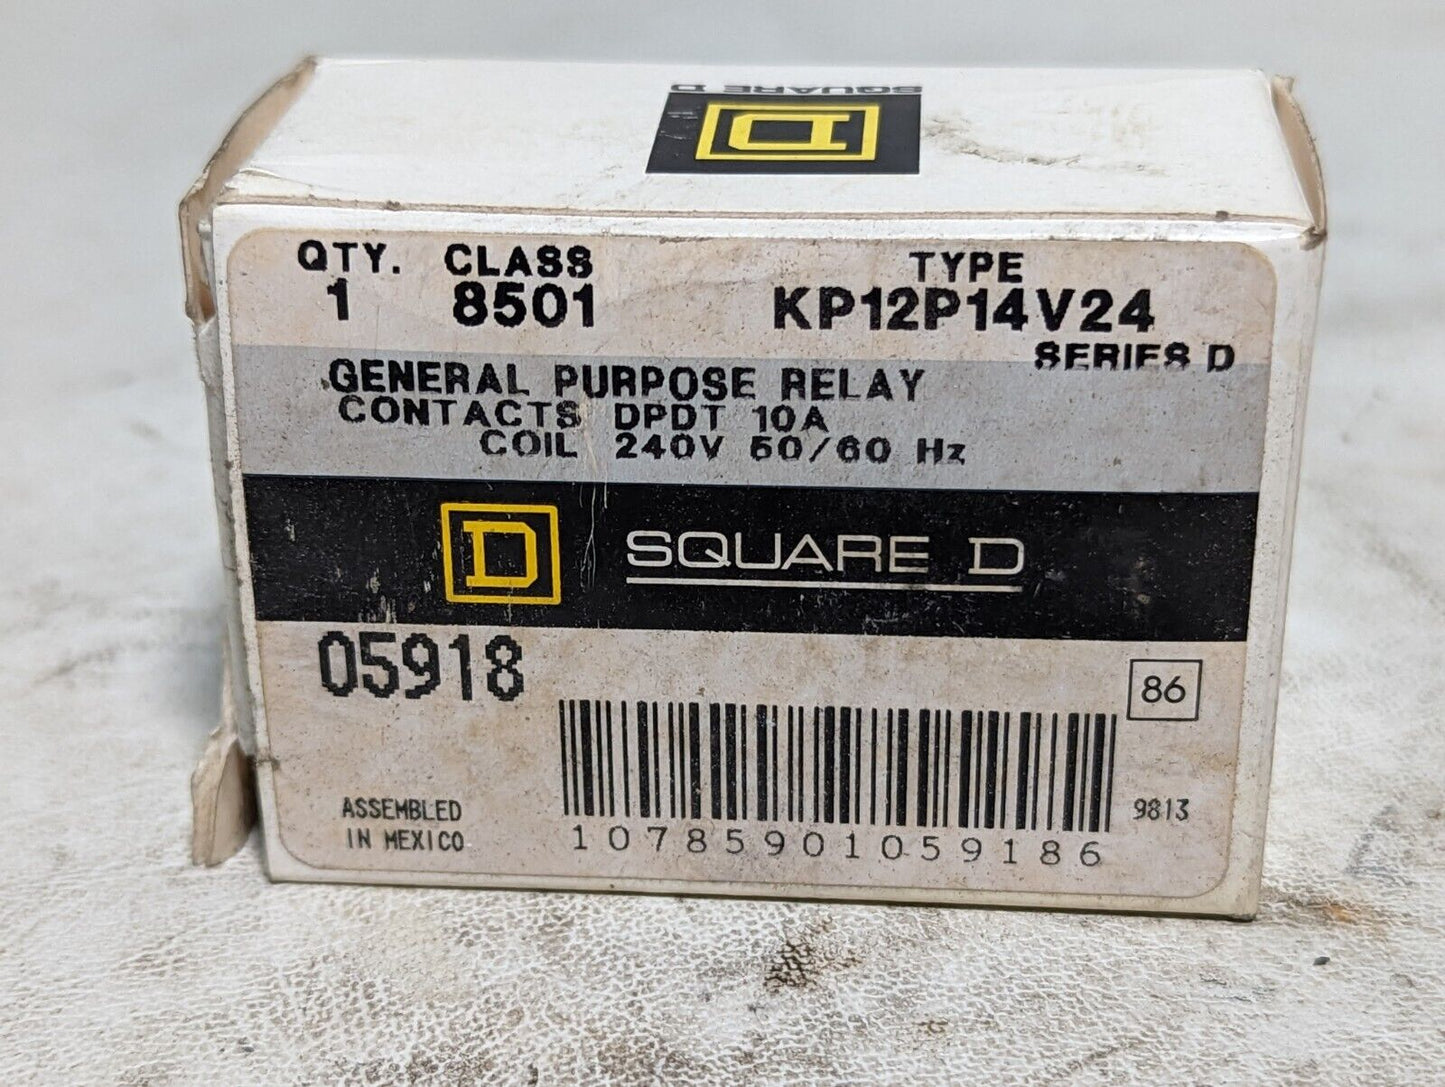 SQUARE D
D
QTY. CLASS TYPE
1 8501 KP12P14V24
SERIES D
GENERAL PURPOSE RELAY
CONTACTS DPDT 10A
COIL 240V 50/60 Hz
D SQUARE D
05918
86
ASSEMBLED
IN MEXICO
9813
10785901059186